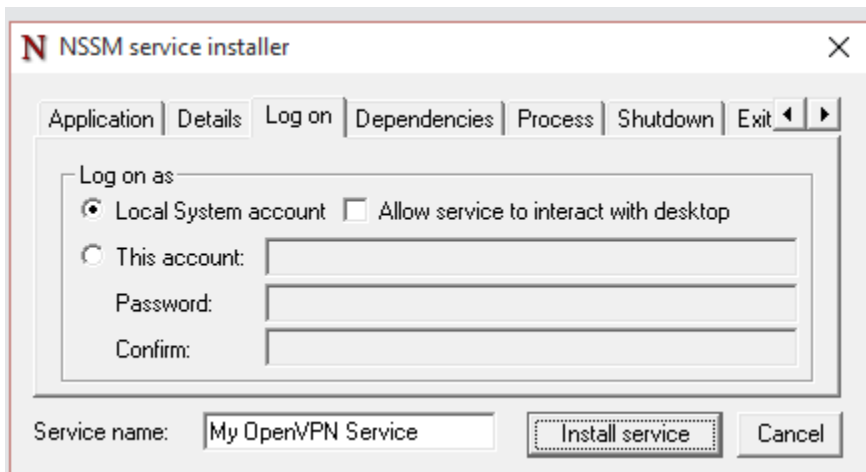 N NSSM service installer
Application Details Log on Dependencies Process Shutdown Exit
Log on as
Local System account Allow service to interact with desktop
This account:
Password:
Confirm:
Service name: My OpenVPN Service Install service Cancel